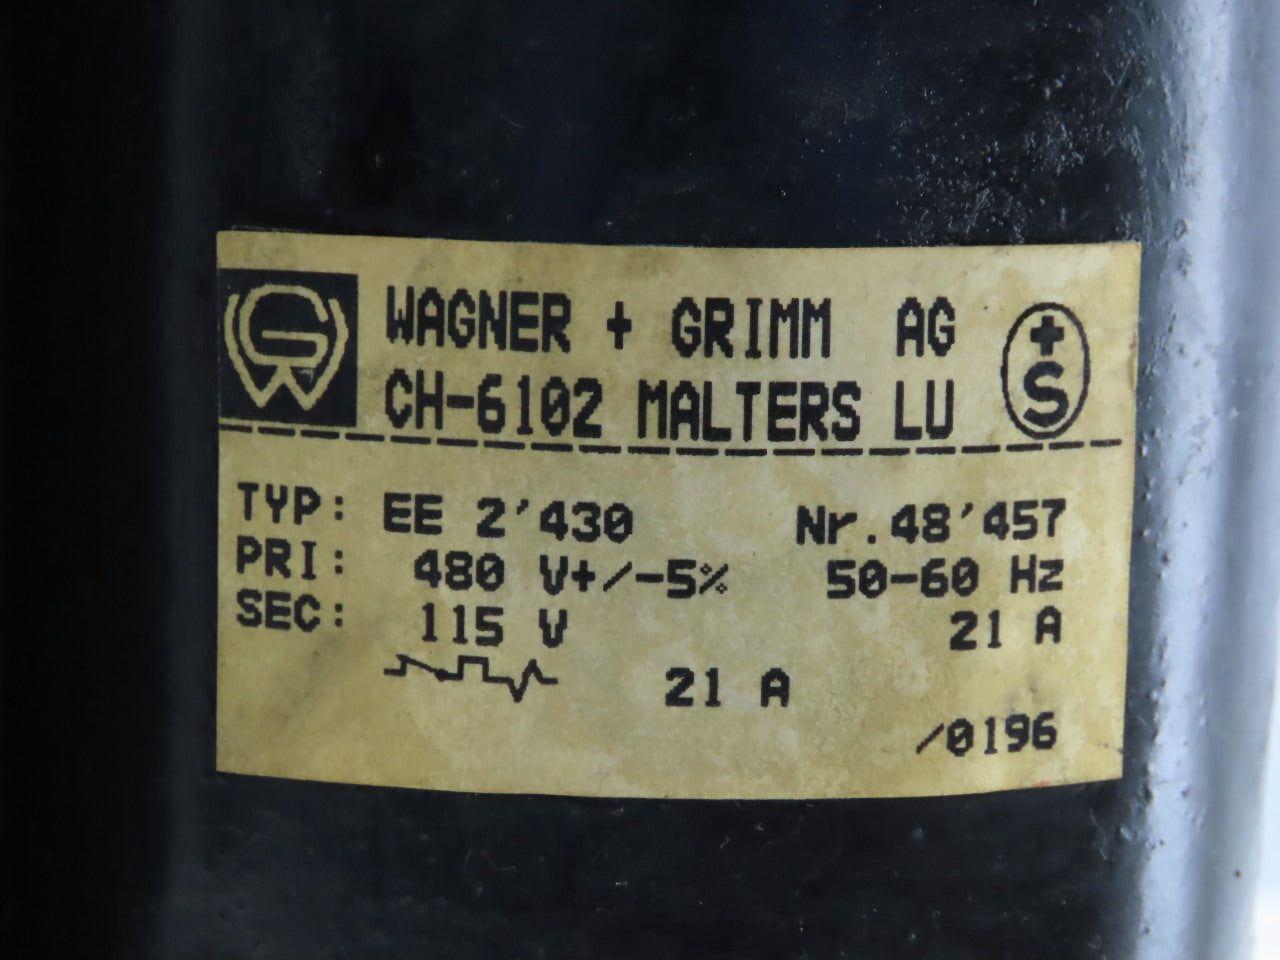 WAGNER + GRIMM AG
CH-6102 MALTERS LU
+S
GW
TYP: EE 2'430 Nr.48'457
PRI: 480 V+/-5% 50-60 Hz
SEC: 115 V 21 A
21 A
/0196